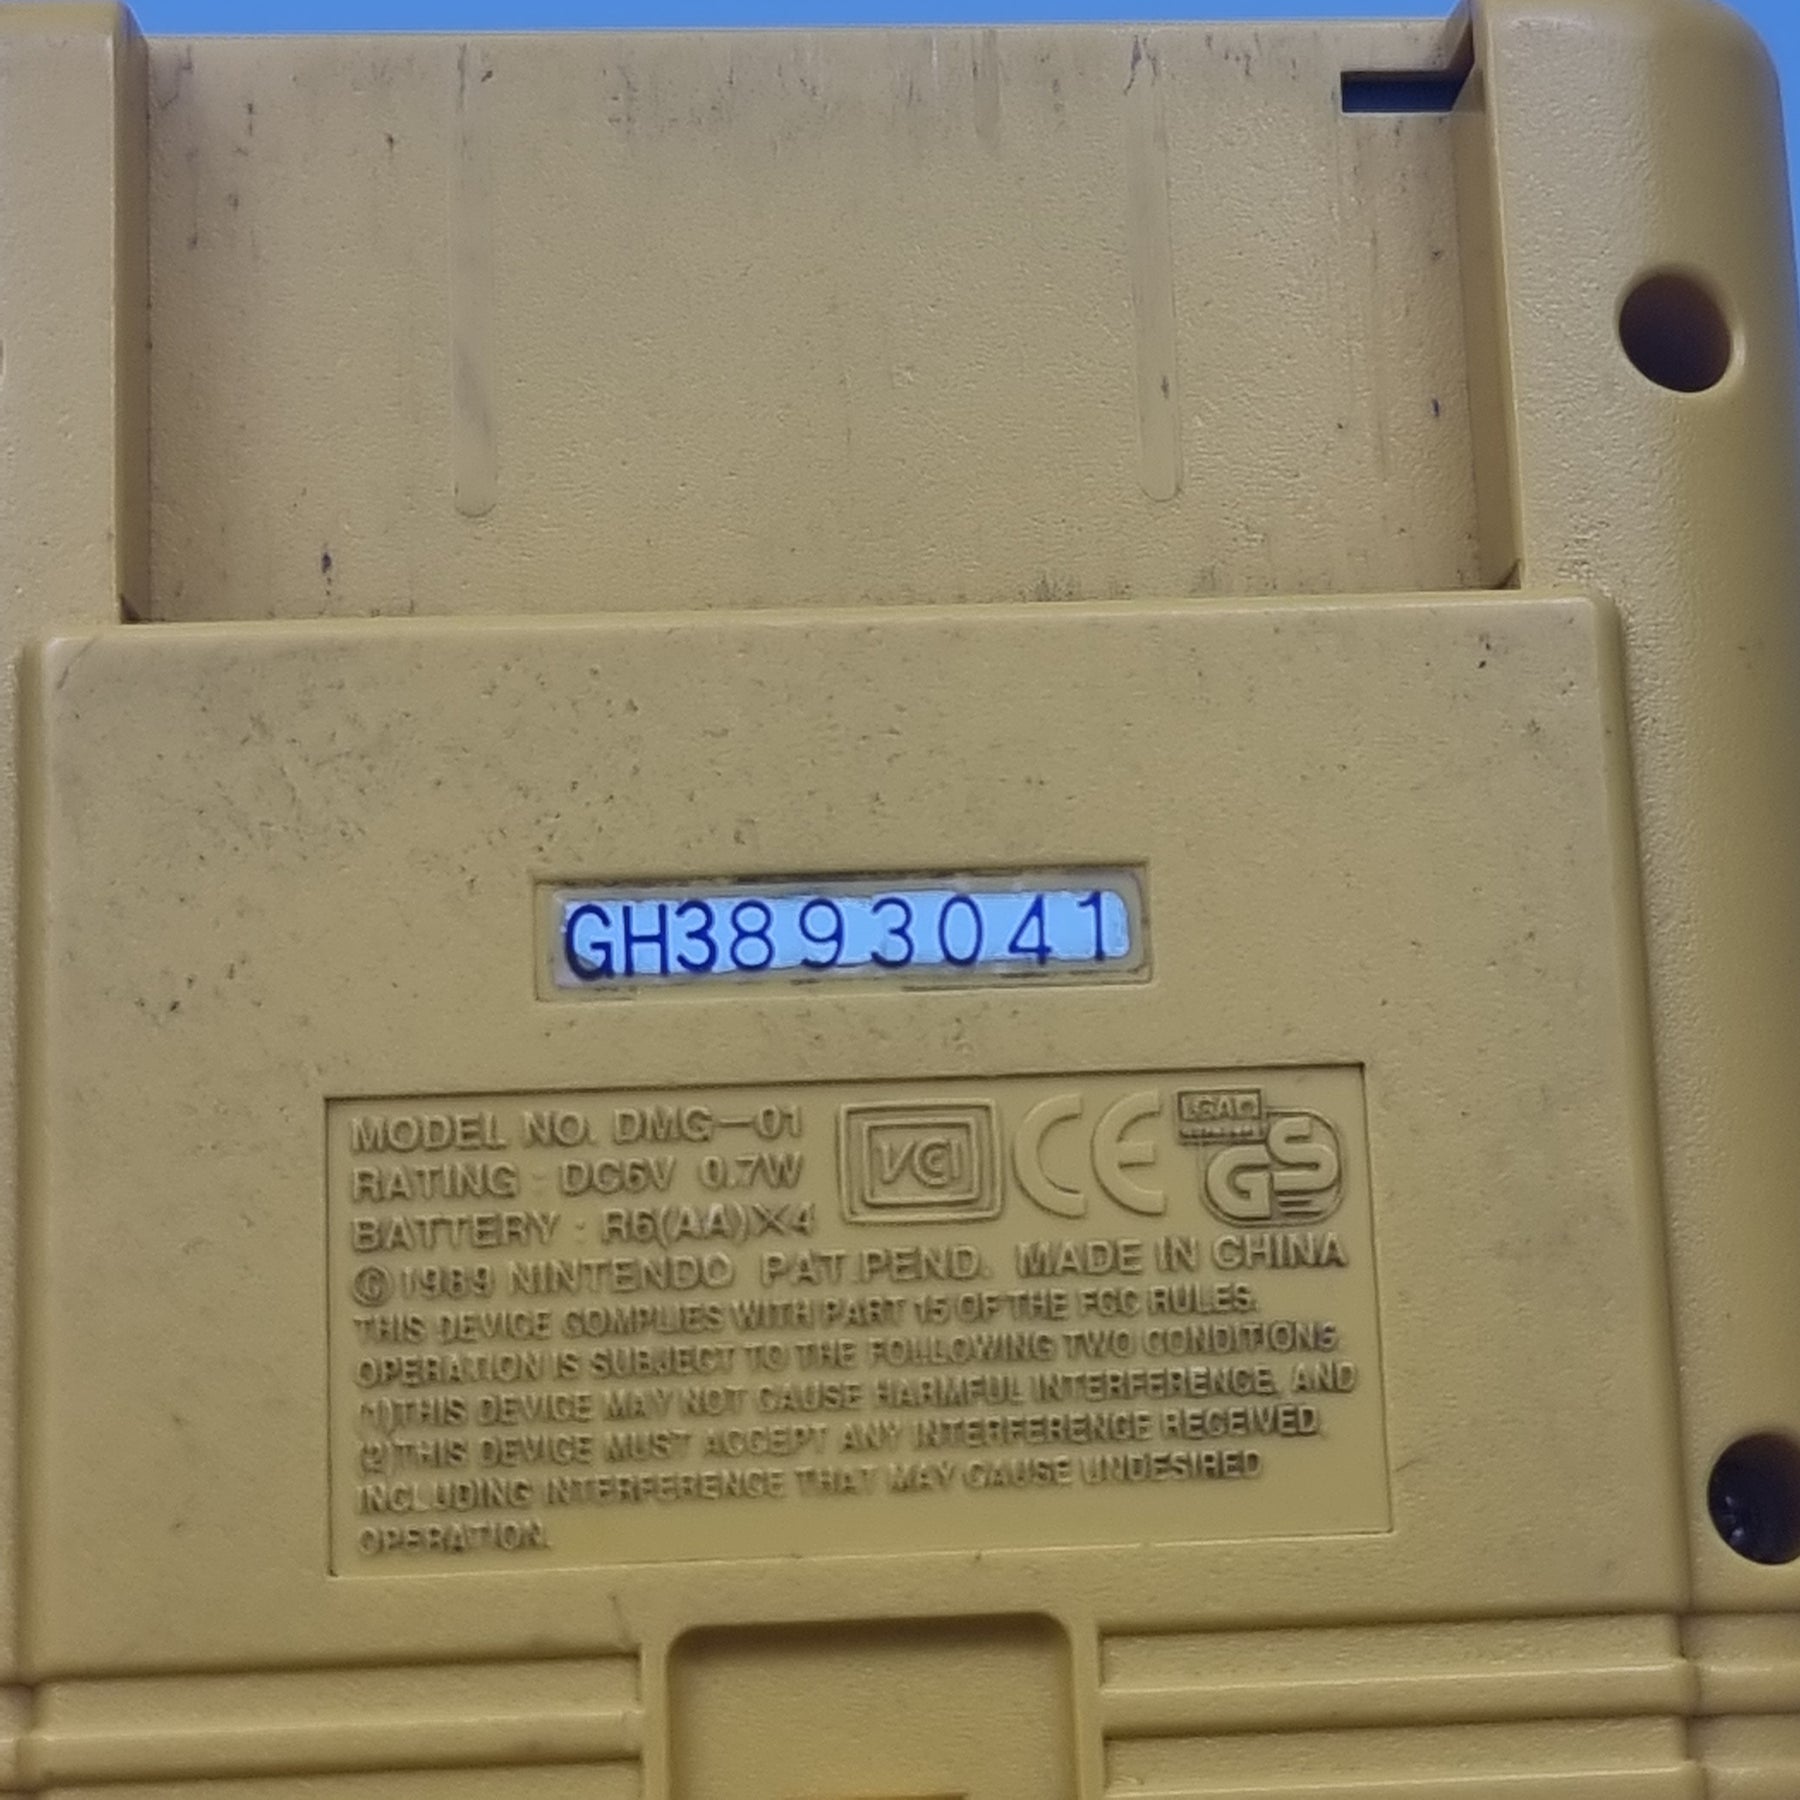 GH3893041
MODEL NO. DMG-01
RATING : DC6V 0.7W
BATTERY : R6(AA)X4
VCI
CE
LGA
GS
© 1989 NINTENDO PAT.PEND. MADE IN CHINA
THIS DEVICE COMPLIES WITH PART 15 OF THE FCC RULES.
OPERATION IS SUBJECT TO THE FOLLOWING TWO CONDITIONS
(1)THIS DEVICE MAY NOT CAUSE HARMFUL INTERFERENCE, AND
(2)THIS DEVICE MUST ACCEPT ANY INTERFERENCE RECEIVED,
INCLUDING INTERFERENCE THAT MAY CAUSE UNDESIRED
OPERATION.